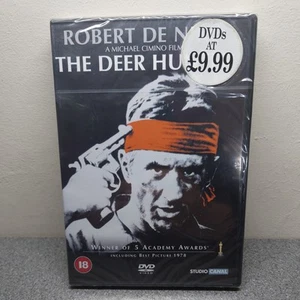 ROBERT DE N
A MICHAEL CIMINO FILM
THE DEER HU
DVDs
AT
£9.99
WINNER OF 5 ACADEMY AWARDS
INCLUDING BEST PICTURE 1978
18
DVD
VIDEO
STUDIO CANAL